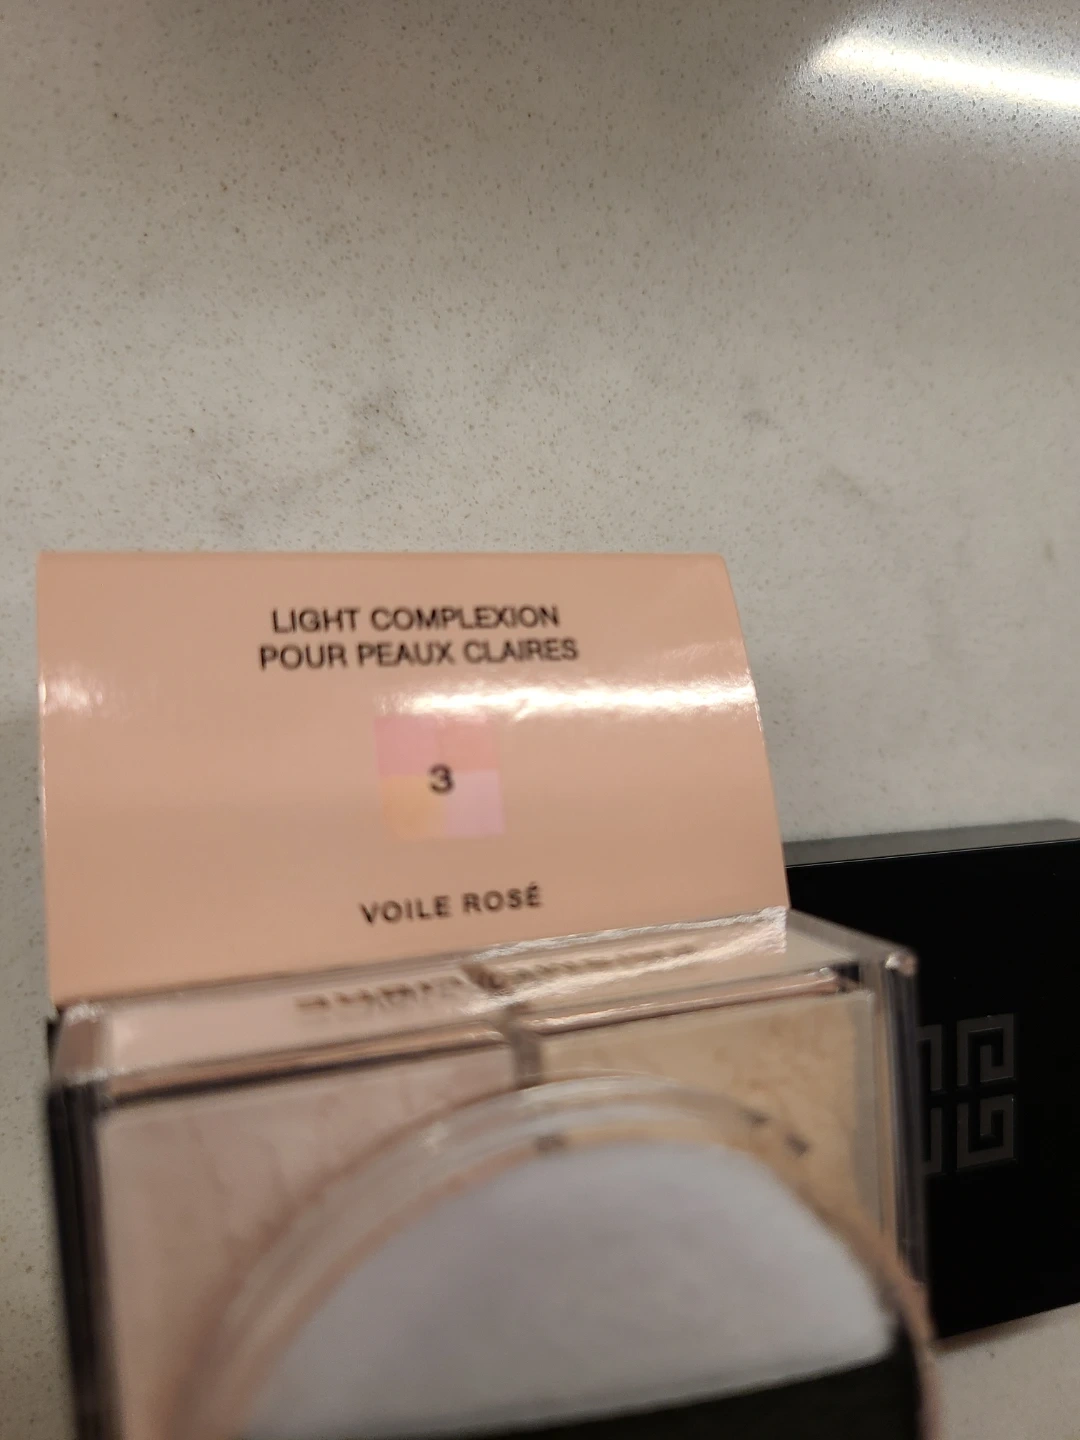 LIGHT COMPLEXION
POUR PEAUX CLAIRES
3
VOILE ROSÉ